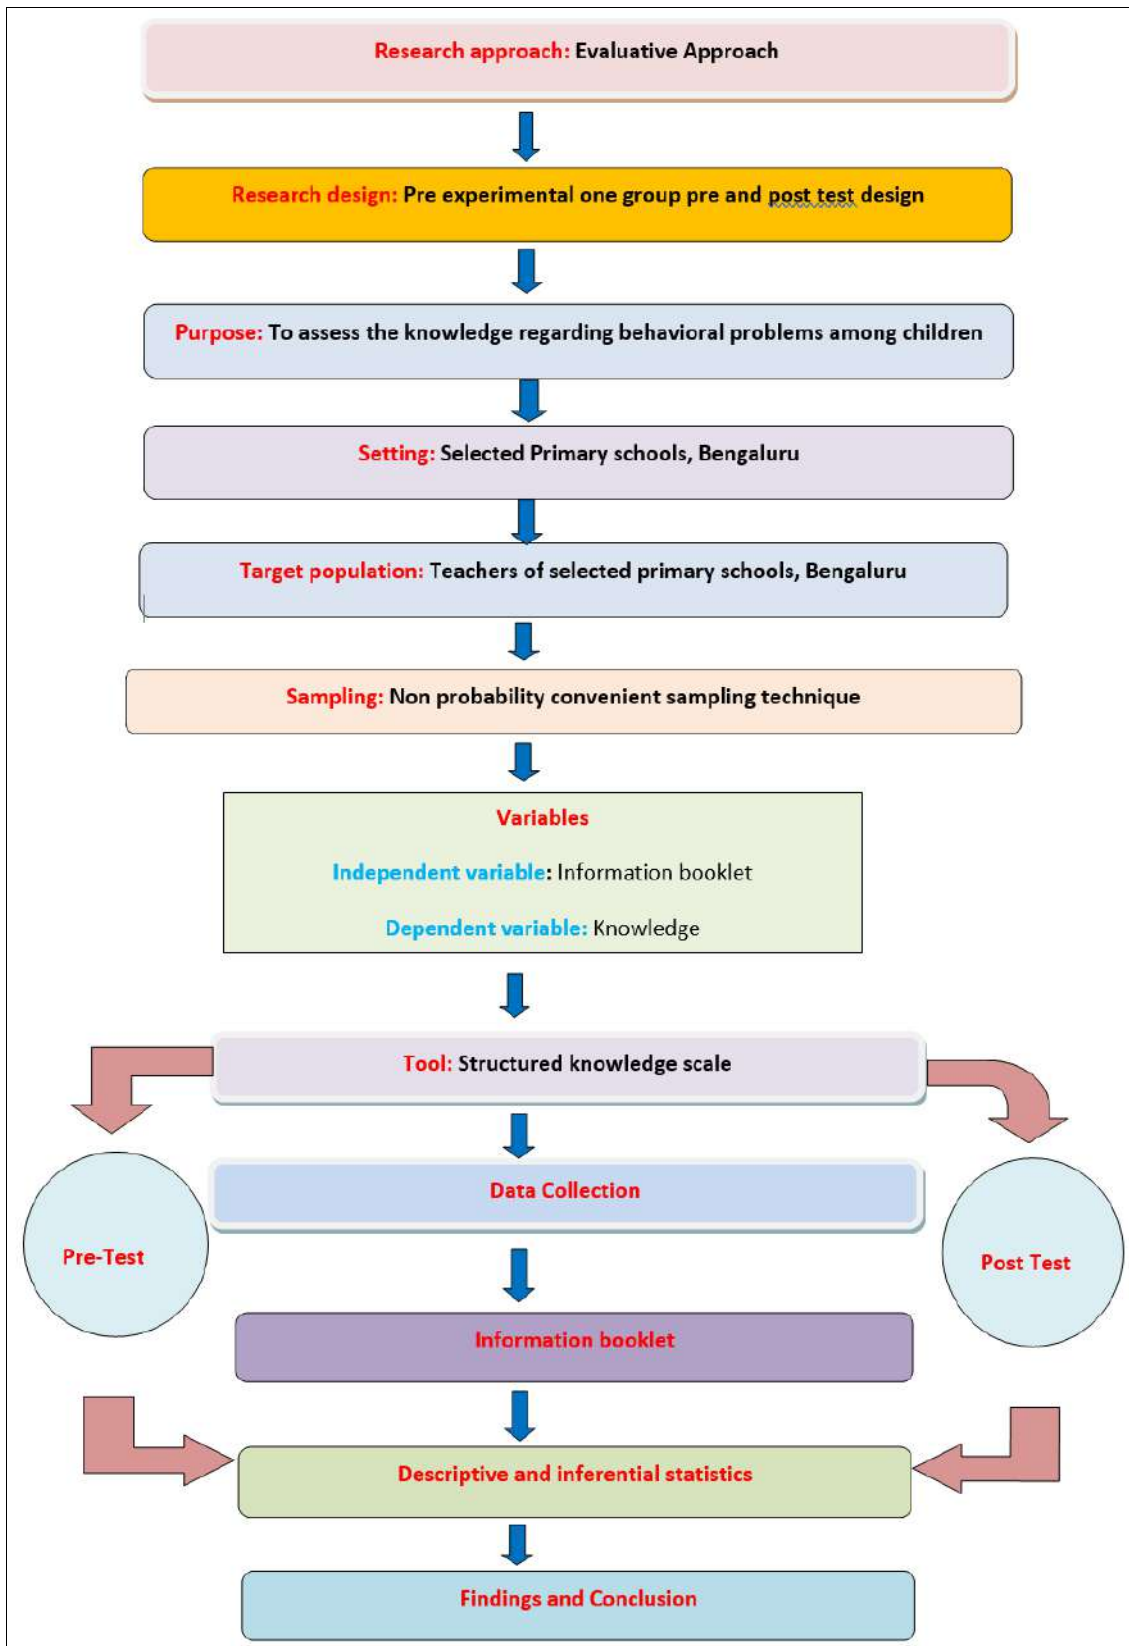 Research approach: Evaluative Approach
Research design: Pre experimental one group pre and post test design
Purpose: To assess the knowledge regarding behavioral problems among children
Setting: Selected Primary schools, Bengaluru
Target population: Teachers of selected primary schools, Bengaluru
Sampling: Non probability convenient sampling technique
Variables
Independent variable: Information booklet
Dependent variable: Knowledge
Tool: Structured knowledge scale
Data Collection
Pre-Test
Post Test
Information booklet
Descriptive and inferential statistics
Findings and Conclusion